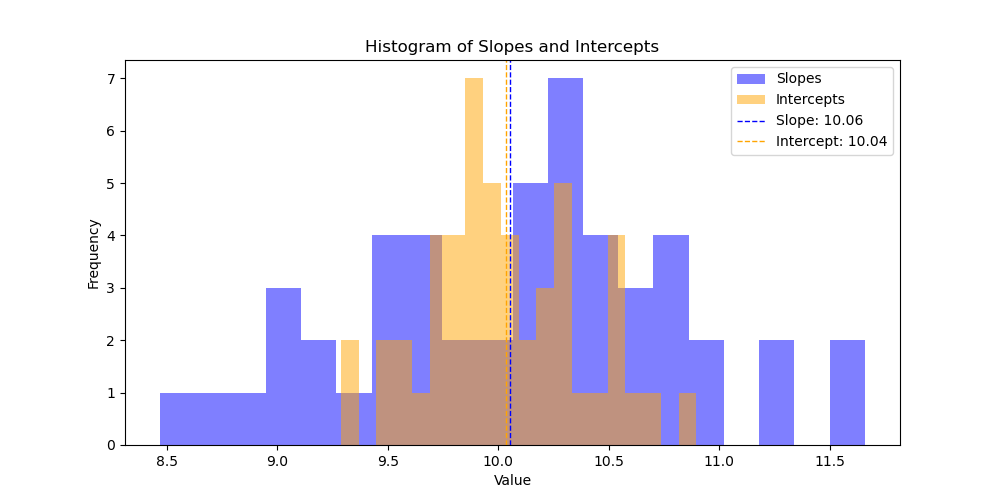 Histogram of Slopes and Intercepts
Slopes
Intercepts
Slope: 10.06
Intercept: 10.04
Frequency
7
6
5
4
3
2
1
0
8.5 9.0 9.5 10.0 10.5 11.0 11.5
Value